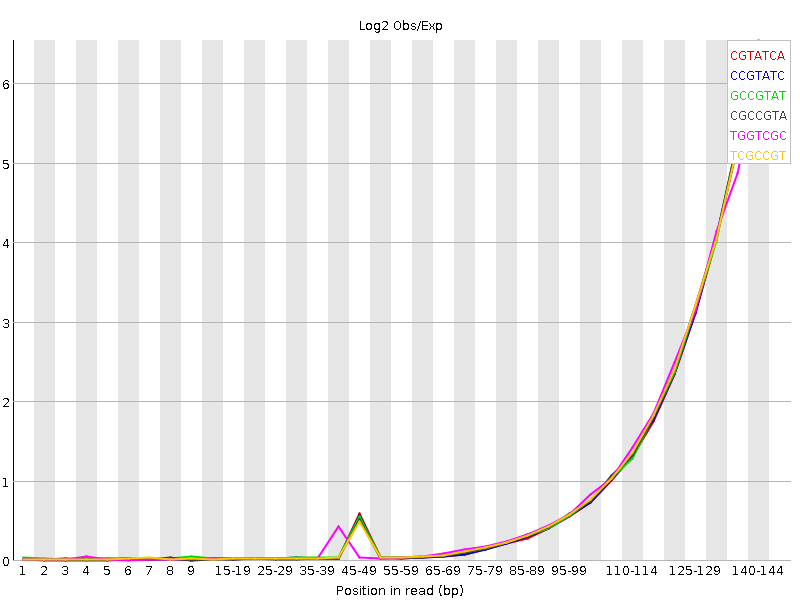 Log2 Obs/Exp
CGTATCA
CCGTATC
GCCGTAT
CGCCGTA
TGGTCGC
TCGCCGT
6
5
4
3
2
1
0
1 2 3 4 5 6 7 8 9 15-19 25-29 35-39 45-49 55-59 65-69 75-79 85-89 95-99 110-114 125-129 140-144
Position in read (bp)